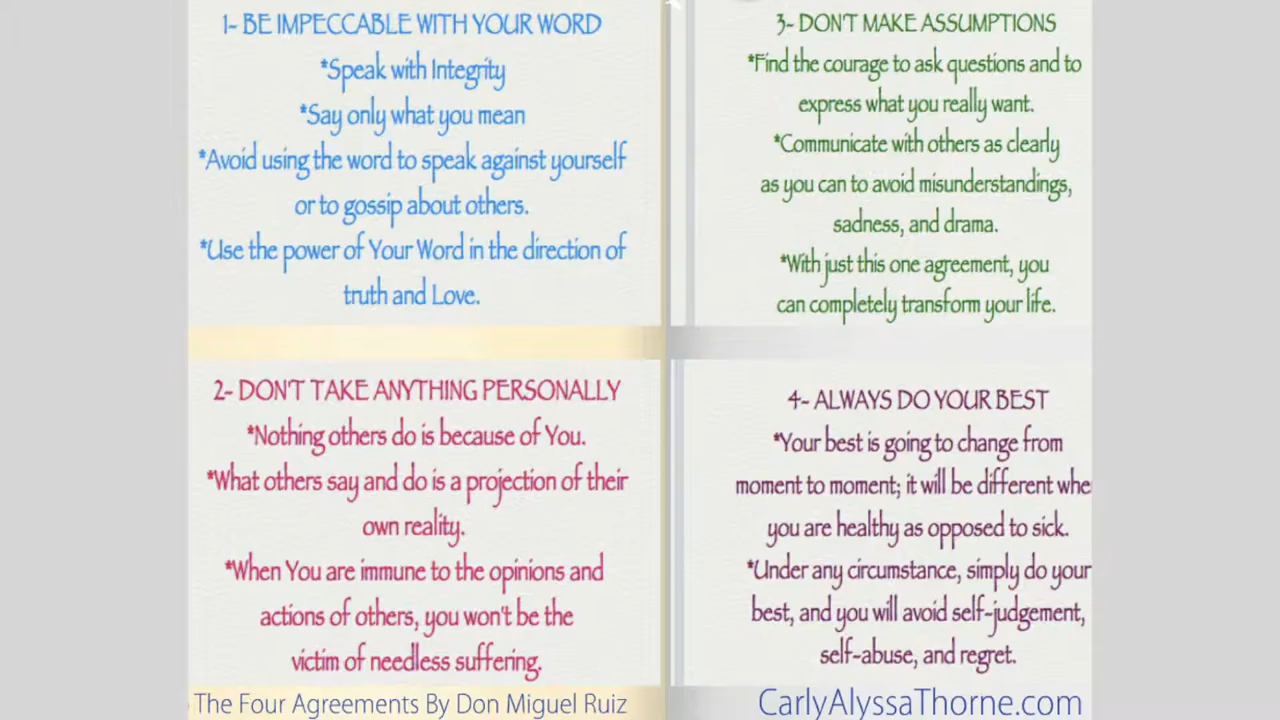 1- BE IMPECCABLE WITH YOUR WORD
*Speak with Integrity
*Say only what you mean
*Avoid using the word to speak against yourself
or to gossip about others.
*Use the power of Your Word in the direction of
truth and Love.
2- DON'T TAKE ANYTHING PERSONALLY
*Nothing others do is because of You.
*What others say and do is a projection of their
own reality.
*When You are immune to the opinions and
actions of others, you won't be the
victim of needless suffering.
The Four Agreements By Don Miguel Ruiz
3- DON'T MAKE ASSUMPTIONS
*Find the courage to ask questions and to
express what you really want.
*Communicate with others as clearly
as you can to avoid misunderstandings,
sadness, and drama.
*With just this one agreement, you
can completely transform your life.
4- ALWAYS DO YOUR BEST
*Your best is going to change from
moment to moment; it will be different whe
you are healthy as opposed to sick.
*Under any circumstance, simply do your
best, and you will avoid self-judgement,
self-abuse, and regret.
CarlyAlyssaThorne.com